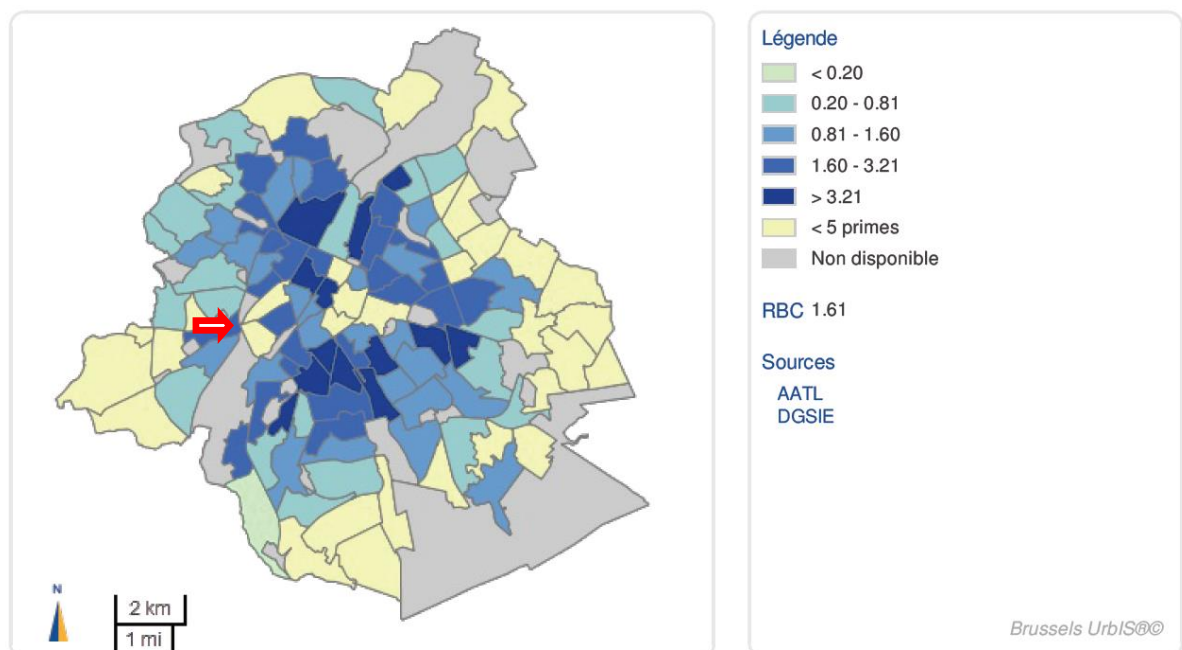 Légende
< 0.20
0.20 - 0.81
0.81 - 1.60
1.60 - 3.21
> 3.21
< 5 primes
Non disponible
RBC 1.61
Sources
AATL
DGSIE
N
2 km
1 mi
Brussels UrbIS®©